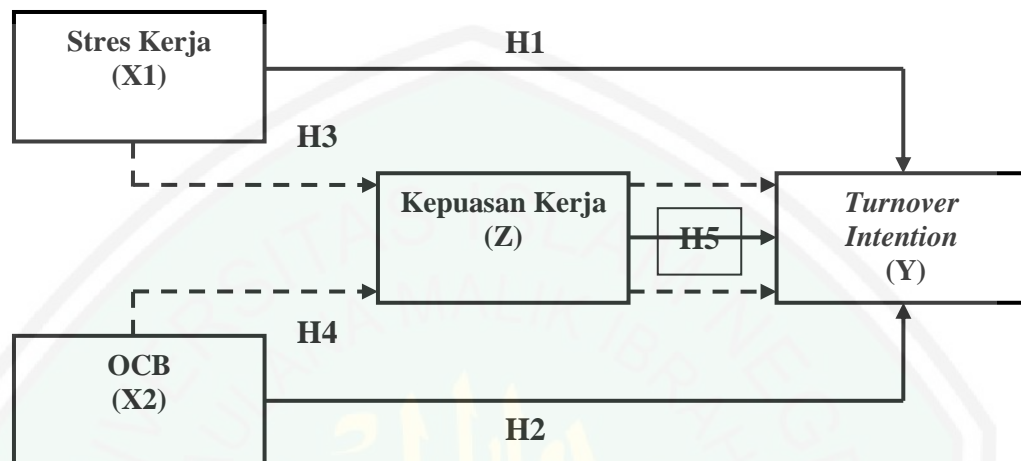 Stres Kerja
(X1)
H1
H3
Kepuasan Kerja
(Z)
H5
Turnover
Intention
(Y)
H4
OCB
(X2)
H2